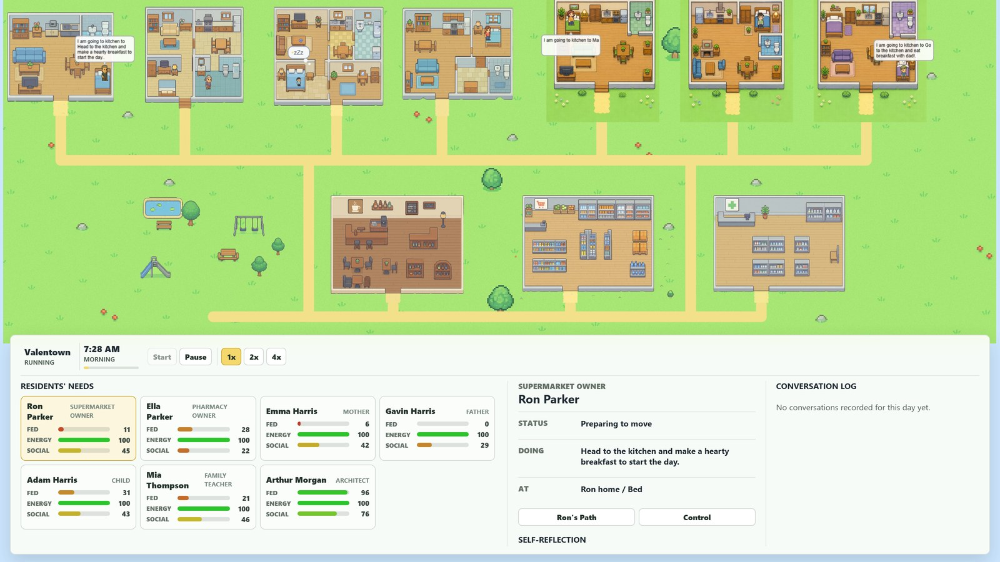 I am going to kitchen to
Head to the kitchen and
make a hearty breakfast to
start the day..
zZz
I am going to kitchen to Ma
I am going to kitchen to Go
to the kitchen and eat
breakfast with dad!.
Valentown
RUNNING
7:28 AM
MORNING
Start
Pause
1x
2x
4x
RESIDENTS' NEEDS
Ron
Parker
SUPERMARKET
OWNER
FED 11
ENERGY 100
SOCIAL 45
Ella
Parker
PHARMACY
OWNER
FED 28
ENERGY 100
SOCIAL 22
Emma Harris MOTHER
FED 6
ENERGY 100
SOCIAL 42
Gavin Harris FATHER
FED 0
ENERGY 100
SOCIAL 29
Adam Harris CHILD
FED 31
ENERGY 100
SOCIAL 43
Mia
Thompson
FAMILY
TEACHER
FED 21
ENERGY 100
SOCIAL 46
Arthur Morgan ARCHITECT
FED 96
ENERGY 100
SOCIAL 76
SUPERMARKET OWNER
Ron Parker
STATUS Preparing to move
DOING Head to the kitchen and make a hearty
breakfast to start the day.
AT Ron home / Bed
Ron's Path
Control
SELF-REFLECTION
CONVERSATION LOG
No conversations recorded for this day yet.